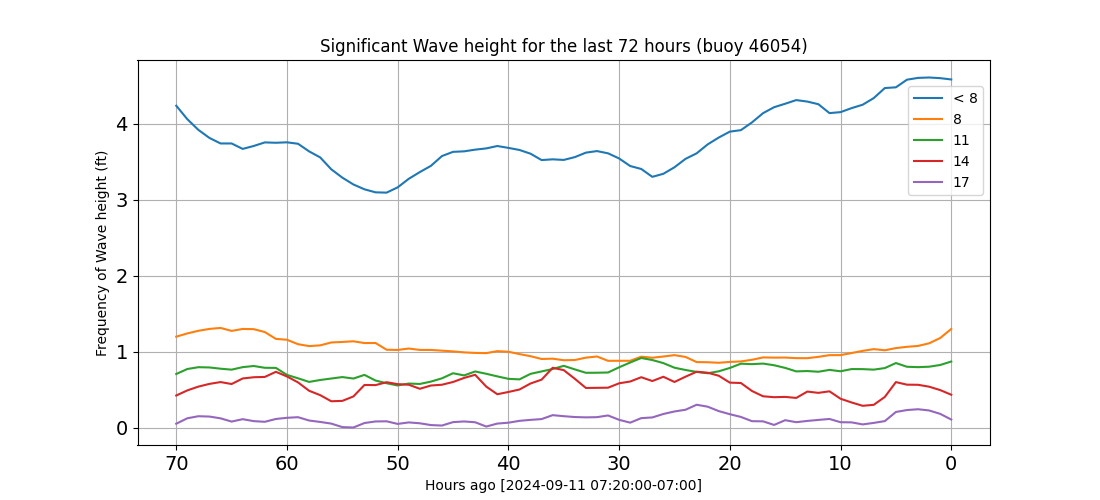 Significant Wave height for the last 72 hours (buoy 46054)
Frequency of Wave height (ft)
4
3
2
1
0
< 8
8
11
14
17
70 60 50 40 30 20 10 0
Hours ago [2024-09-11 07:20:00-07:00]